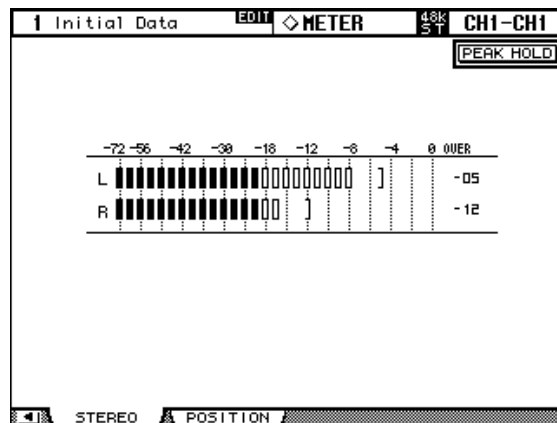 1 Initial Data EDIT ◇METER 48k ST CH1-CH1
PEAK HOLD
-72 -56 -42 -30 -18 -12 -8 -4 0 OVER
L -05
R -12
STEREO POSITION